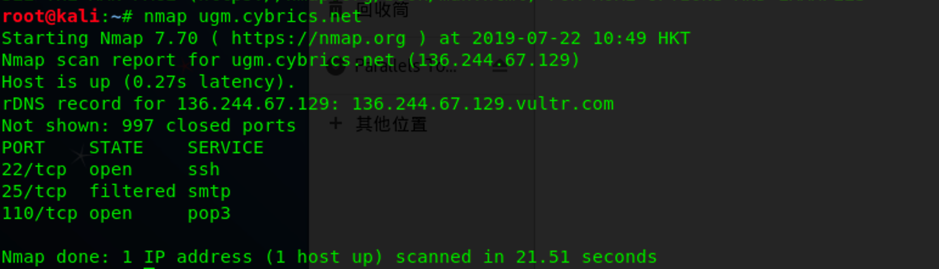 root@kali:~# nmap ugm.cybrics.net
回收筒
Starting Nmap 7.70 ( https://nmap.org ) at 2019-07-22 10:49 HKT
Nmap scan report for ugm.cybrics.net (136.244.67.129)
Host is up (0.27s latency).
rDNS record for 136.244.67.129: 136.244.67.129.vultr.com
Not shown: 997 closed ports
+ 其他位置
PORT STATE SERVICE
22/tcp open ssh
25/tcp filtered smtp
110/tcp open pop3
Nmap done: 1 IP address (1 host up) scanned in 21.51 seconds